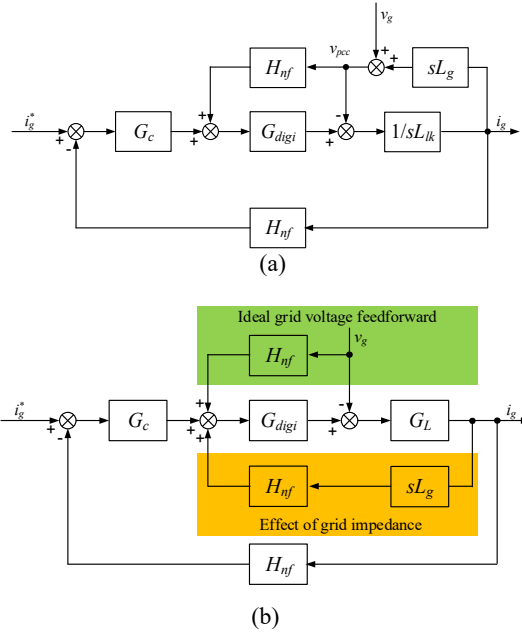 v_g
v_pcc
+
+
H_nf
sL_g
i_g^*
+
-
G_c
+
+
G_digi
-
+
1/sL_lk
i_g
H_nf
(a)
Ideal grid voltage feedforward
v_g
H_nf
i_g^*
+
-
G_c
+
+
+
G_digi
-
+
G_L
i_g
H_nf
sL_g
Effect of grid impedance
H_nf
(b)